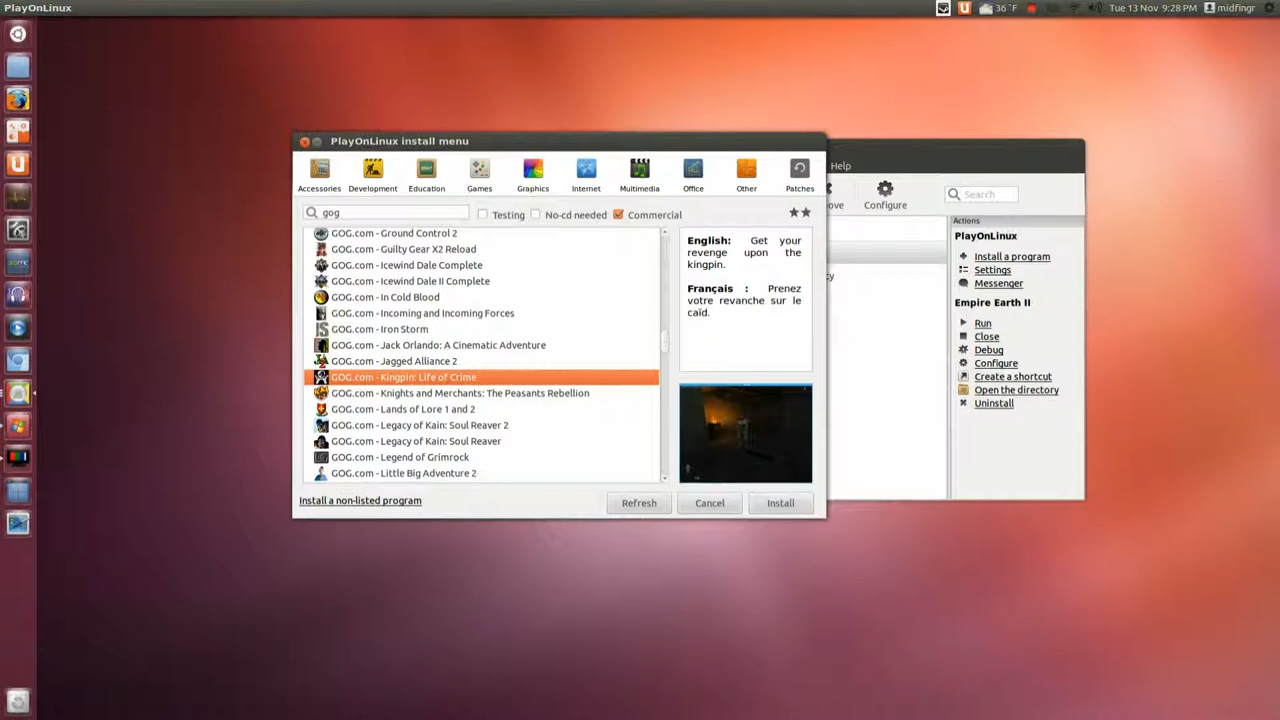 PlayOnLinux
36 °F
Tue 13 Nov 9:28 PM
midfingr
PlayOnLinux install menu
Help
Accessories
Development
Education
Games
Graphics
Internet
Multimedia
Office
Other
Patches
Configure
Search
gog
Testing
No-cd needed
Commercial
GOG.com - Ground Control 2
GOG.com - Guilty Gear X2 Reload
GOG.com - Icewind Dale Complete
GOG.com - Icewind Dale II Complete
GOG.com - In Cold Blood
GOG.com - Incoming and Incoming Forces
GOG.com - Iron Storm
GOG.com - Jack Orlando: A Cinematic Adventure
GOG.com - Jagged Alliance 2
GOG.com - Kingpin: Life of Crime
GOG.com - Knights and Merchants: The Peasants Rebellion
GOG.com - Lands of Lore 1 and 2
GOG.com - Legacy of Kain: Soul Reaver 2
GOG.com - Legacy of Kain: Soul Reaver
GOG.com - Legend of Grimrock
GOG.com - Little Big Adventure 2
English: Get your
revenge upon the
kingpin.
Français : Prenez
votre revanche sur le
caïd.
Install a non-listed program
Refresh
Cancel
Install
Actions
PlayOnLinux
Install a program
Settings
Messenger
Empire Earth II
Run
Close
Debug
Configure
Create a shortcut
Open the directory
Uninstall